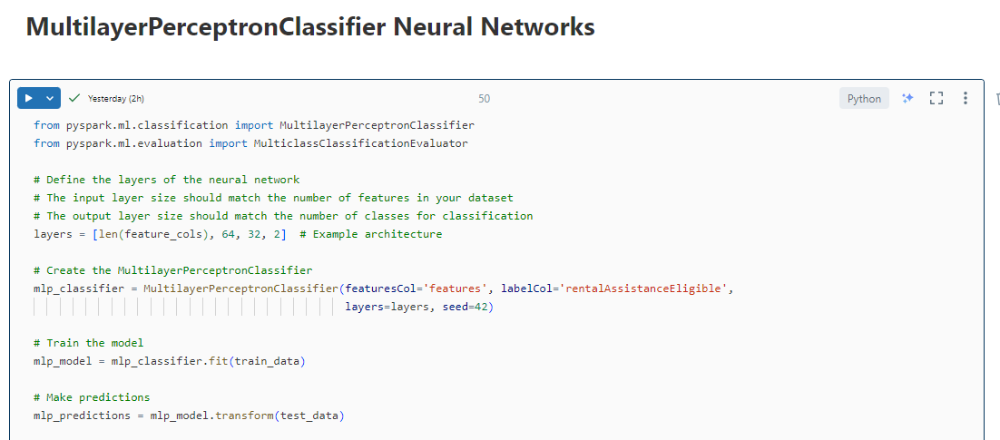 MultilayerPerceptronClassifier Neural Networks
Yesterday (2h)
50
Python
from pyspark.ml.classification import MultilayerPerceptronClassifier
from pyspark.ml.evaluation import MulticlassClassificationEvaluator
# Define the layers of the neural network
# The input layer size should match the number of features in your dataset
# The output layer size should match the number of classes for classification
layers = [len(feature_cols), 64, 32, 2]  # Example architecture
# Create the MultilayerPerceptronClassifier
mlp_classifier = MultilayerPerceptronClassifier(featuresCol='features', labelCol='rentalAssistanceEligible',
layers=layers, seed=42)
# Train the model
mlp_model = mlp_classifier.fit(train_data)
# Make predictions
mlp_predictions = mlp_model.transform(test_data)